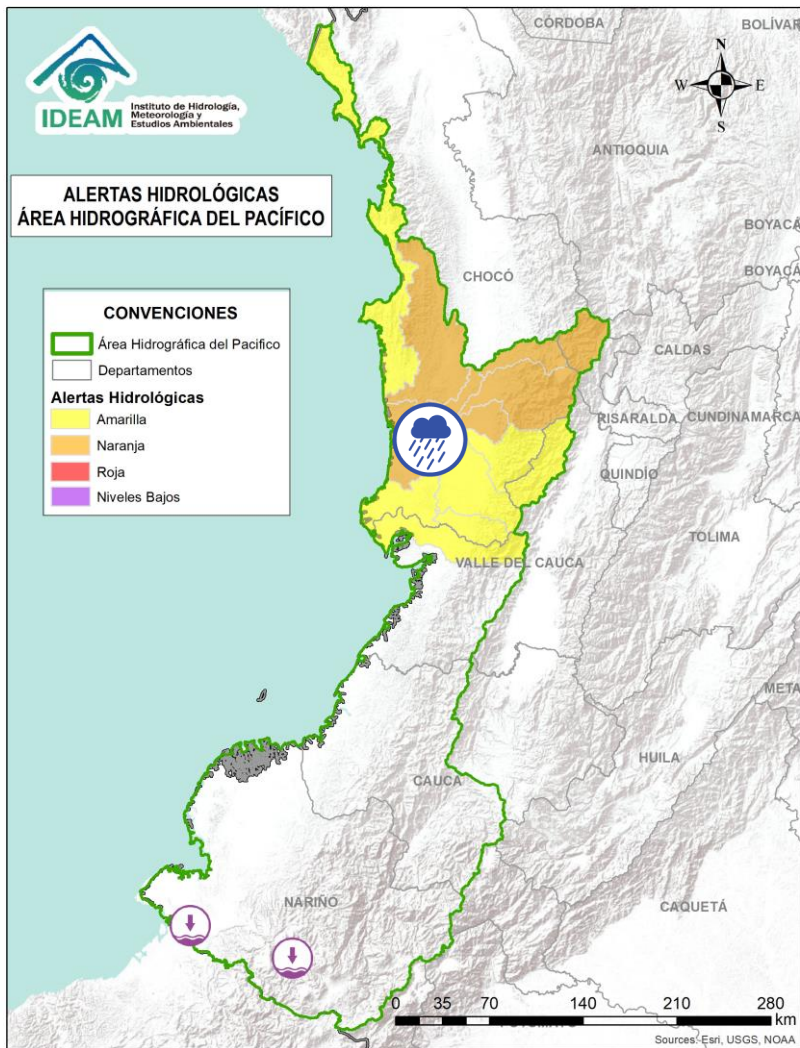 CÓRDOBA
BOLÍVAR
IDEAM
Instituto de Hidrología,
Meteorología y
Estudios Ambientales
N
W
E
S
ANTIOQUIA
ALERTAS HIDROLÓGICAS
ÁREA HIDROGRÁFICA DEL PACÍFICO
BOYACÁ
BOYACÁ
CHOCÓ
CONVENCIONES
Área Hidrográfica del Pacifico
Departamentos
Alertas Hidrológicas
Amarilla
Naranja
Roja
Niveles Bajos
CALDAS
RISARALDA
CUNDINAMARCA
QUINDÍO
TOLIMA
VALLE DEL CAUCA
META
HUILA
CAUCA
NARIÑO
CAQUETÁ
0 35 70 140 210 280
km
Sources: Esri, USGS, NOAA